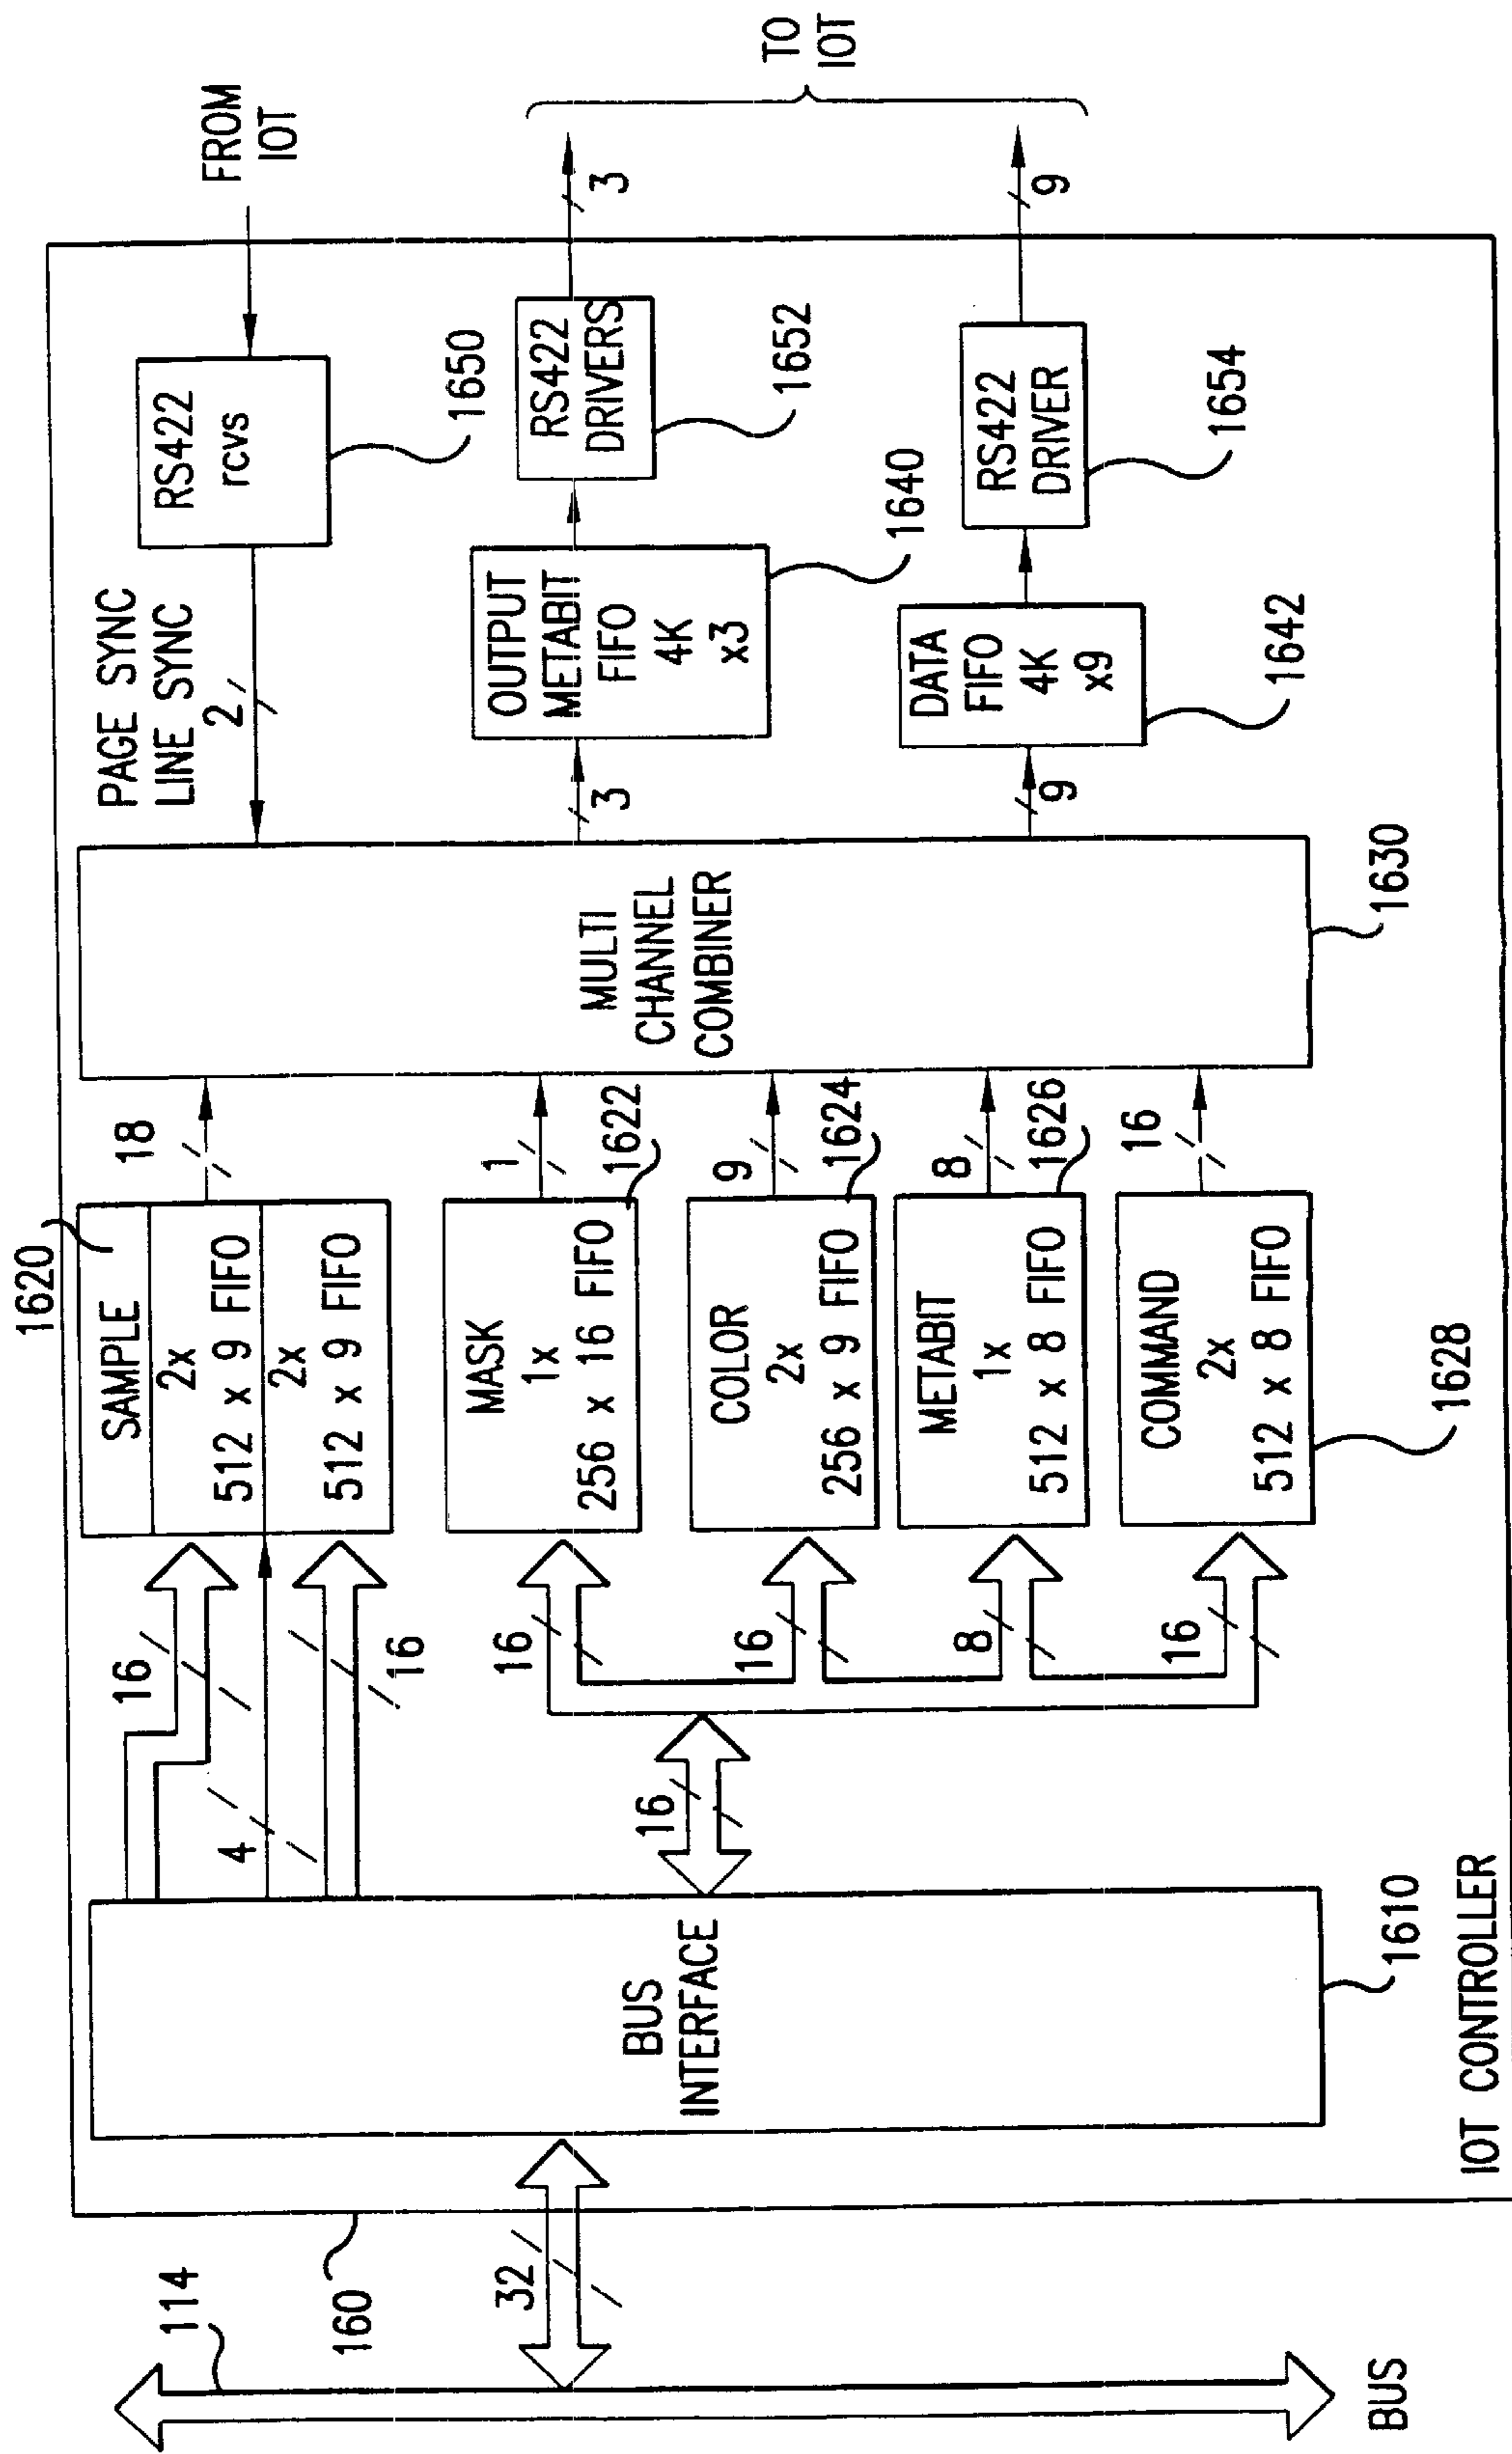 114
BUS
32
160
IOT CONTROLLER
BUS
INTERFACE
1610
16
4
16
16
16
16
8
16
1620
SAMPLE
2x
512 x 9 FIFO
2x
512 x 9 FIFO
MASK
1x
256 x 16 FIFO
1622
COLOR
2x
256 x 9 FIFO
1624
METABIT
1x
512 x 8 FIFO
1626
COMMAND
2x
512 x 8 FIFO
1628
18
1
9
8
16
MULTI
CHANNEL
COMBINER
1630
PAGE SYNC
LINE SYNC
2
3
9
OUTPUT
METABIT
FIFO
4K
x3
1640
DATA
FIFO
4K
x9
1642
RS422
rcvs
1650
RS422
DRIVERS
1652
RS422
DRIVER
1654
FROM
IOT
3
9
TO
IOT